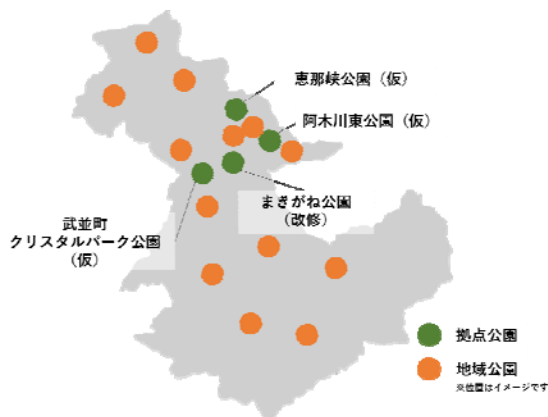 恵那峡公園（仮）
阿木川東公園（仮）
まきがね公園
（改修）
武並町
クリスタルパーク公園
（仮）
拠点公園
地域公園
※位置はイメージです